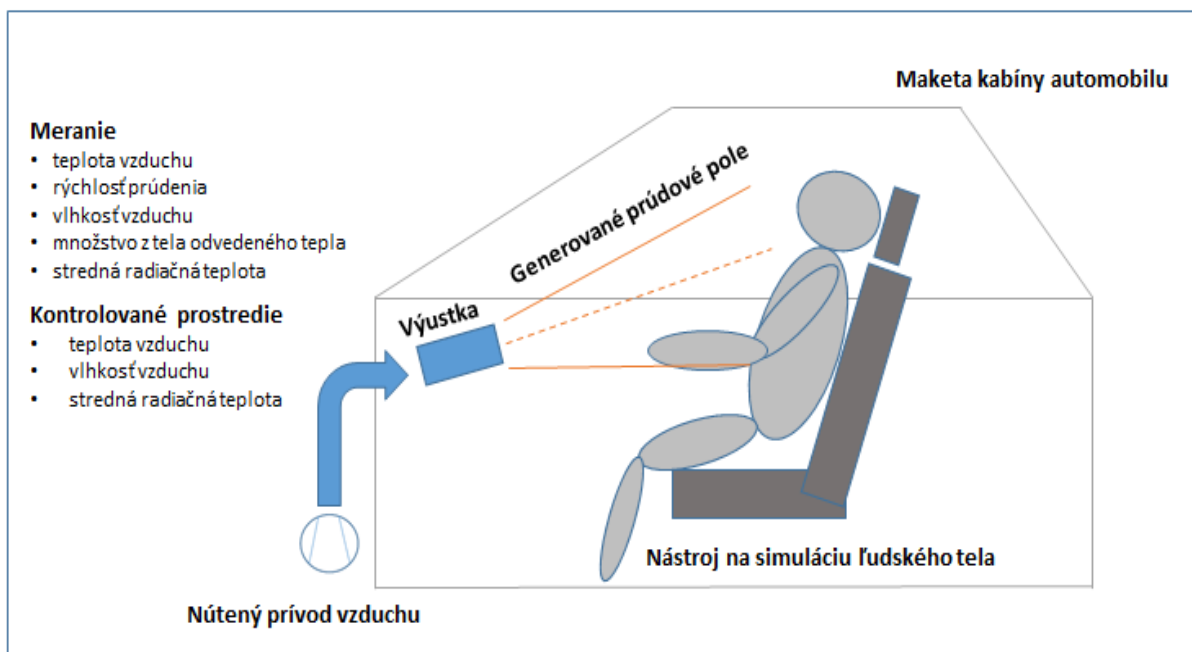 Maketa kabíny automobilu
Meranie
• teplota vzduchu
• rýchlosť prúdenia
• vlhkosť vzduchu
• množstvo z tela odvedeného tepla
• stredná radiačná teplota
Kontrolované prostredie
• teplota vzduchu
• vlhkosť vzduchu
• stredná radiačná teplota
Generované prúdové pole
Výustka
Nástroj na simuláciu ľudského tela
Nútený prívod vzduchu